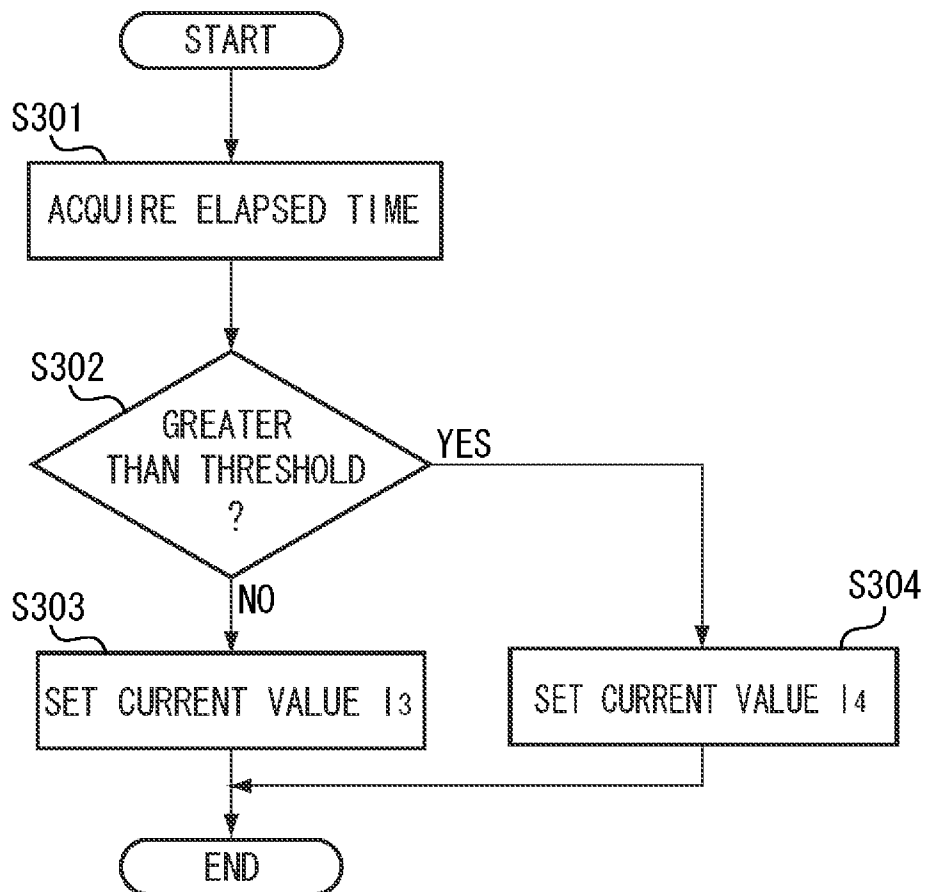 START
S301
ACQUIRE ELAPSED TIME
S302
GREATER
THAN THRESHOLD
?
YES
NO
S303
SET CURRENT VALUE I3
S304
SET CURRENT VALUE I4
END